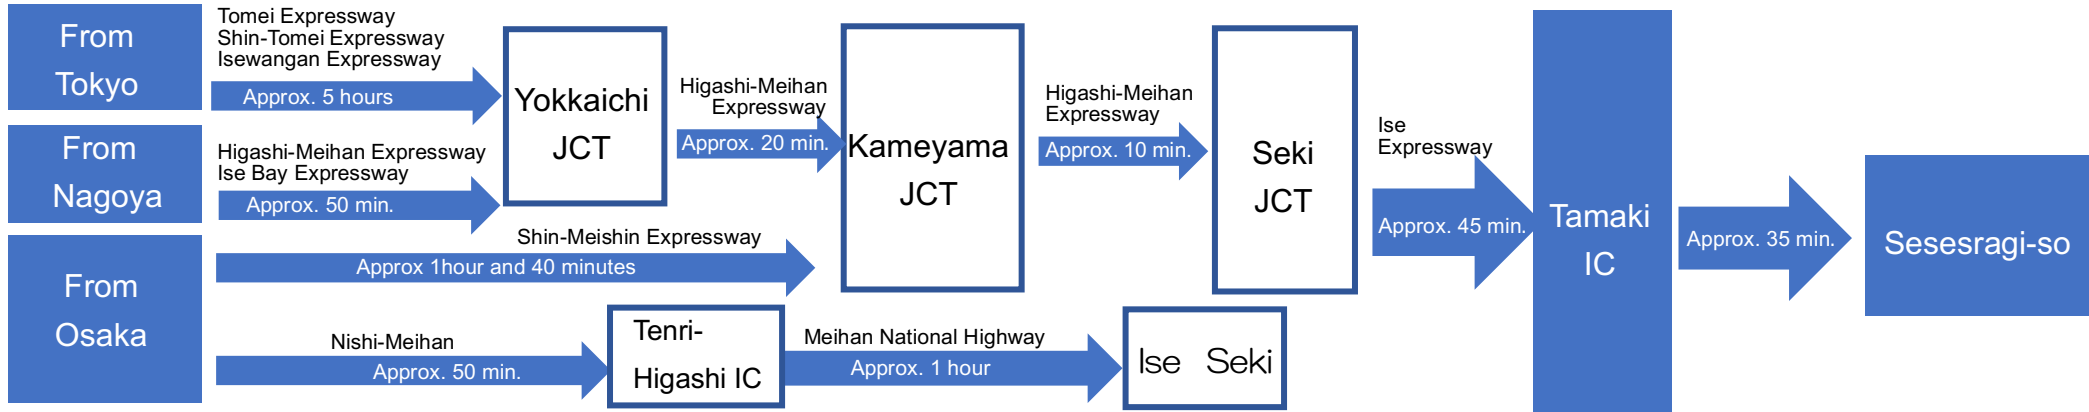 From
Tokyo
Tomei Expressway
Shin-Tomei Expressway
Isewangan Expressway
Approx. 5 hours
From
Nagoya
Higashi-Meihan Expressway
Ise Bay Expressway
Approx. 50 min.
Yokkaichi
JCT
Higashi-Meihan
Expressway
Approx. 20 min.
Kameyama
JCT
Higashi-Meihan
Expressway
Approx. 10 min.
Seki
JCT
Ise
Expressway
Approx. 45 min.
Tamaki
IC
Approx. 35 min.
Sesesragi-so
From
Osaka
Shin-Meishin Expressway
Approx 1hour and 40 minutes
Nishi-Meihan
Approx. 50 min.
Tenri-
Higashi IC
Meihan National Highway
Approx. 1 hour
Ise Seki